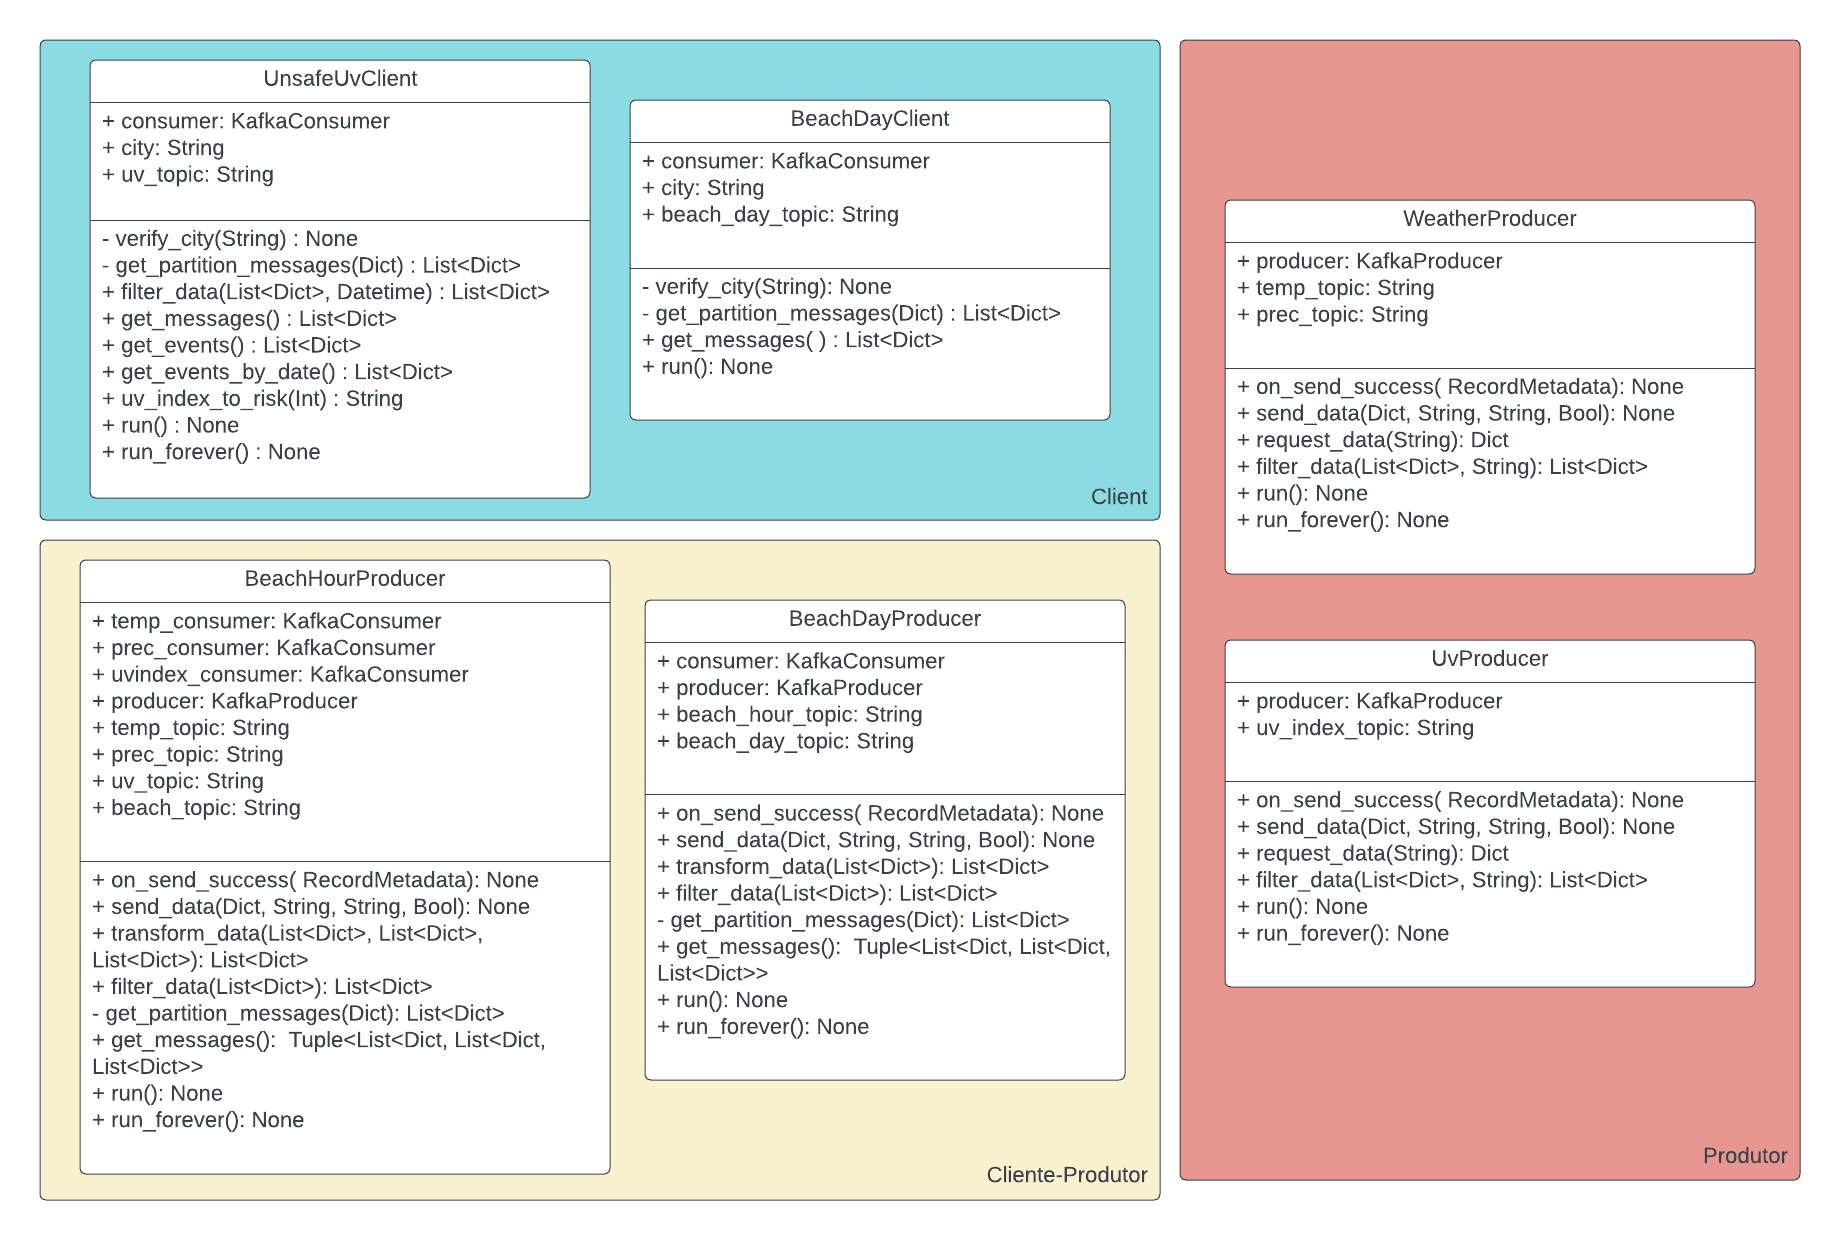 UnsafeUvClient
+ consumer: KafkaConsumer
+ city: String
+ uv_topic: String
- verify_city(String) : None
- get_partition_messages(Dict) : List<Dict>
+ filter_data(List<Dict>, Datetime) : List<Dict>
+ get_messages() : List<Dict>
+ get_events() : List<Dict>
+ get_events_by_date() : List<Dict>
+ uv_index_to_risk(Int) : String
+ run() : None
+ run_forever() : None
BeachDayClient
+ consumer: KafkaConsumer
+ city: String
+ beach_day_topic: String
- verify_city(String): None
- get_partition_messages(Dict) : List<Dict>
+ get_messages( ) : List<Dict>
+ run(): None
Client
BeachHourProducer
+ temp_consumer: KafkaConsumer
+ prec_consumer: KafkaConsumer
+ uvindex_consumer: KafkaConsumer
+ producer: KafkaProducer
+ temp_topic: String
+ prec_topic: String
+ uv_topic: String
+ beach_topic: String
+ on_send_success( RecordMetadata): None
+ send_data(Dict, String, String, Bool): None
+ transform_data(List<Dict>, List<Dict>,
List<Dict>): List<Dict>
+ filter_data(List<Dict>): List<Dict>
- get_partition_messages(Dict): List<Dict>
+ get_messages():  Tuple<List<Dict, List<Dict,
List<Dict>>
+ run(): None
+ run_forever(): None
BeachDayProducer
+ consumer: KafkaConsumer
+ producer: KafkaProducer
+ beach_hour_topic: String
+ beach_day_topic: String
+ on_send_success( RecordMetadata): None
+ send_data(Dict, String, String, Bool): None
+ transform_data(List<Dict>): List<Dict>
+ filter_data(List<Dict>): List<Dict>
- get_partition_messages(Dict): List<Dict>
+ get_messages():  Tuple<List<Dict, List<Dict,
List<Dict>>
+ run(): None
+ run_forever(): None
Cliente-Produtor
WeatherProducer
+ producer: KafkaProducer
+ temp_topic: String
+ prec_topic: String
+ on_send_success( RecordMetadata): None
+ send_data(Dict, String, String, Bool): None
+ request_data(String): Dict
+ filter_data(List<Dict>, String): List<Dict>
+ run(): None
+ run_forever(): None
UvProducer
+ producer: KafkaProducer
+ uv_index_topic: String
+ on_send_success( RecordMetadata): None
+ send_data(Dict, String, String, Bool): None
+ request_data(String): Dict
+ filter_data(List<Dict>, String): List<Dict>
+ run(): None
+ run_forever(): None
Produtor